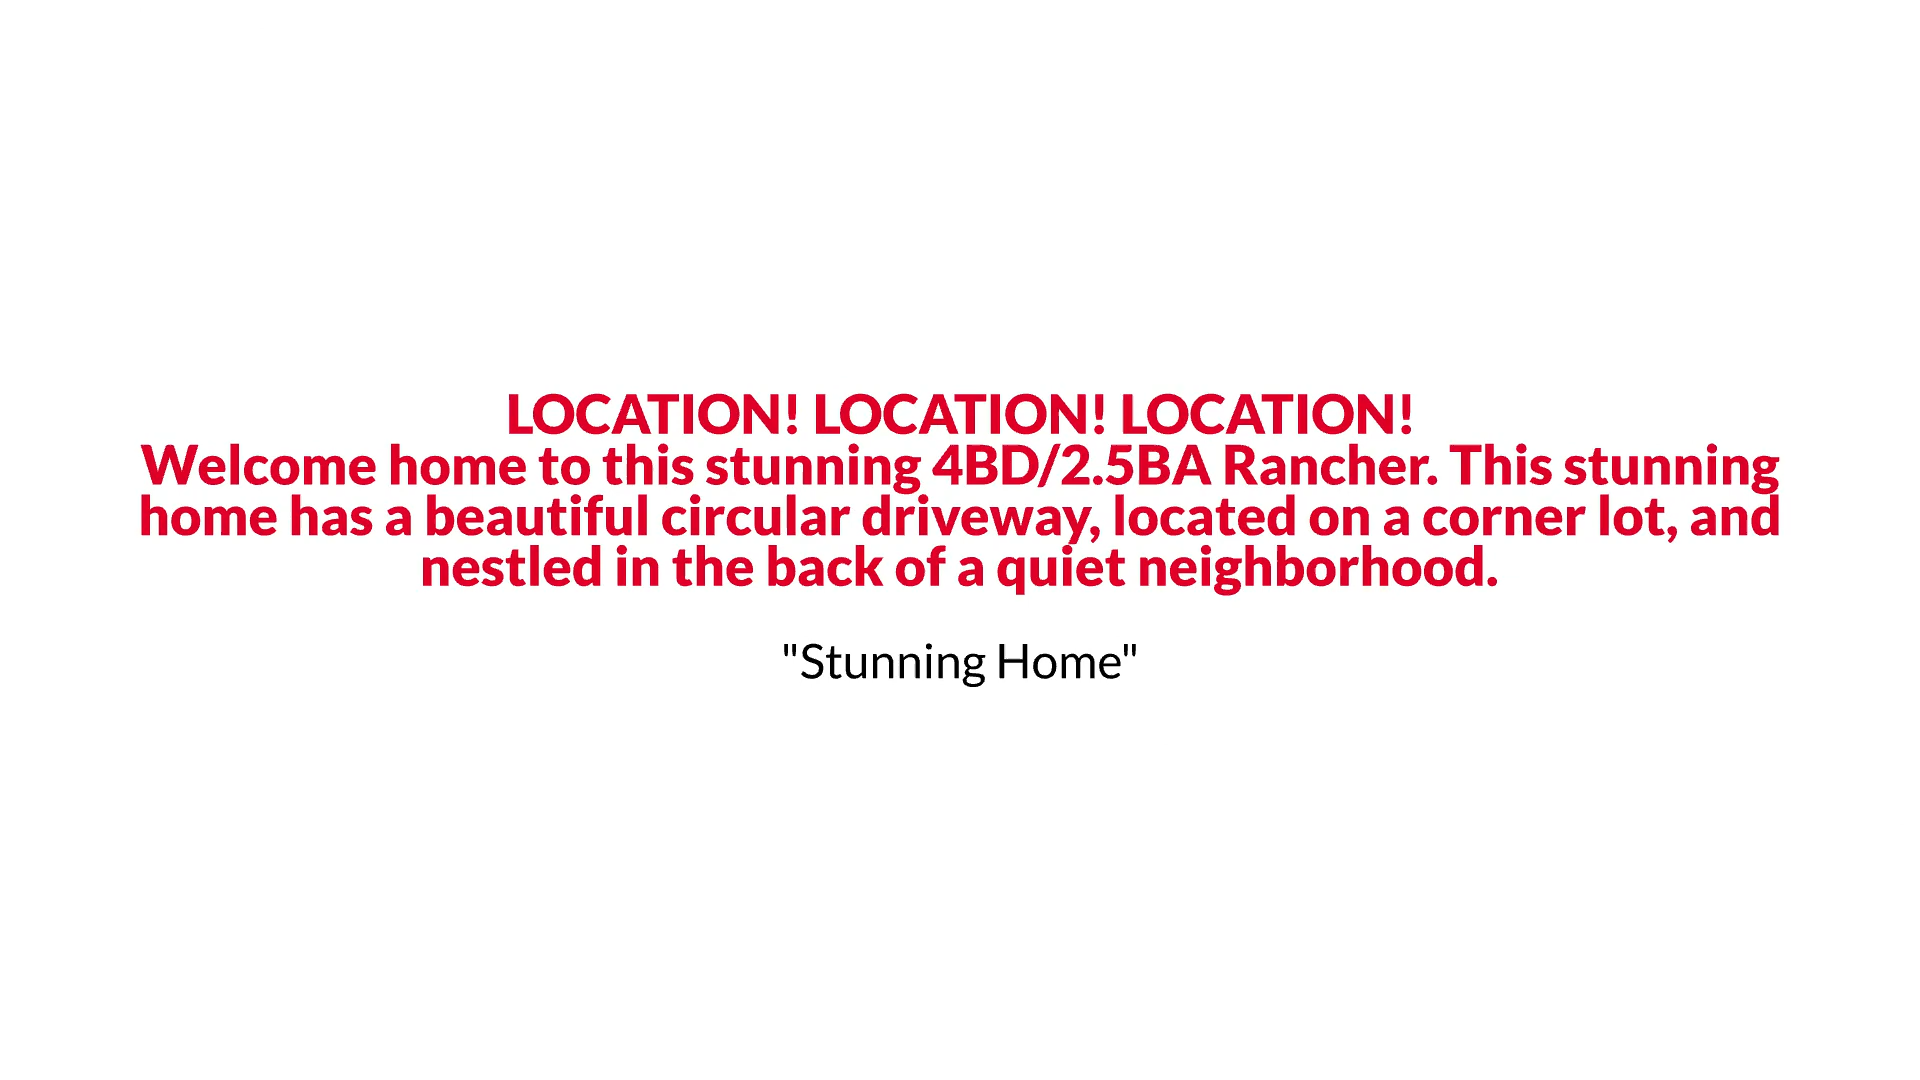 LOCATION! LOCATION! LOCATION!
Welcome home to this stunning 4BD/2.5BA Rancher. This stunning
home has a beautiful circular driveway, located on a corner lot, and
nestled in the back of a quiet neighborhood.
"Stunning Home"